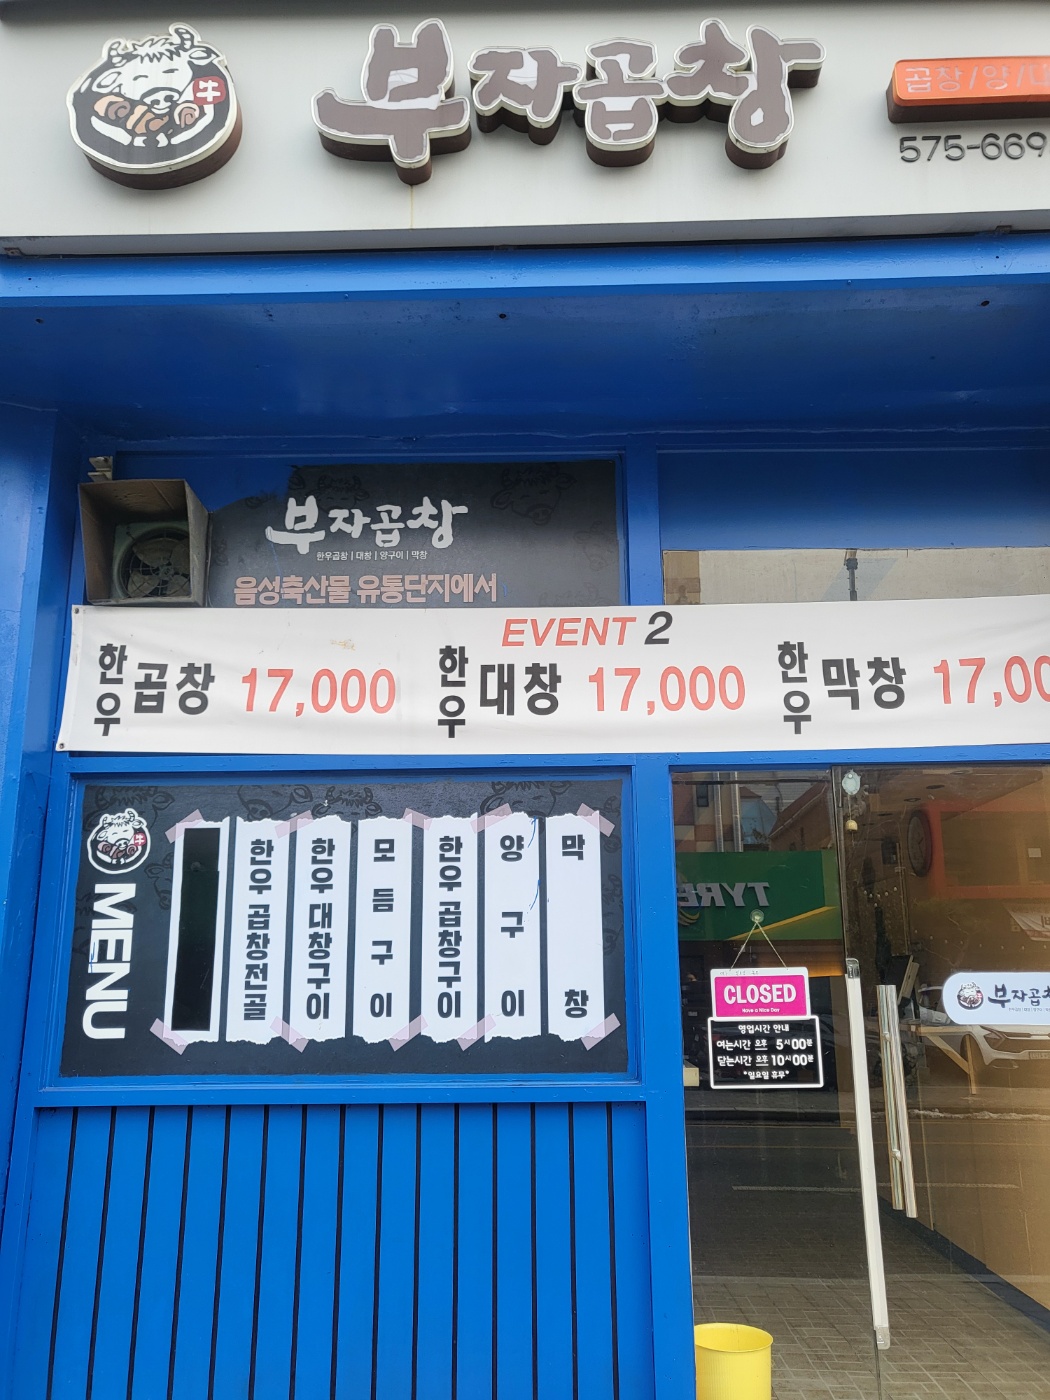 牛
부자곱창
곱창/양/
575-669
부자곱창
한우곱창 | 대창 | 양구이 | 막창
음성축산물 유통단지에서
EVENT 2
한우 곱창 17,000
한우 대창 17,000
한우 막창 17,00
牛
MENU
한우곱창전골
한우대창구이
모듬구이
한우곱창구이
양구이
막창
TYRE
CLOSED
Have a Nice Day
영업시간 안내
여는시간 오후 5시00분
닫는시간 오후 10시00분
"일요일 휴무"
부자곱창